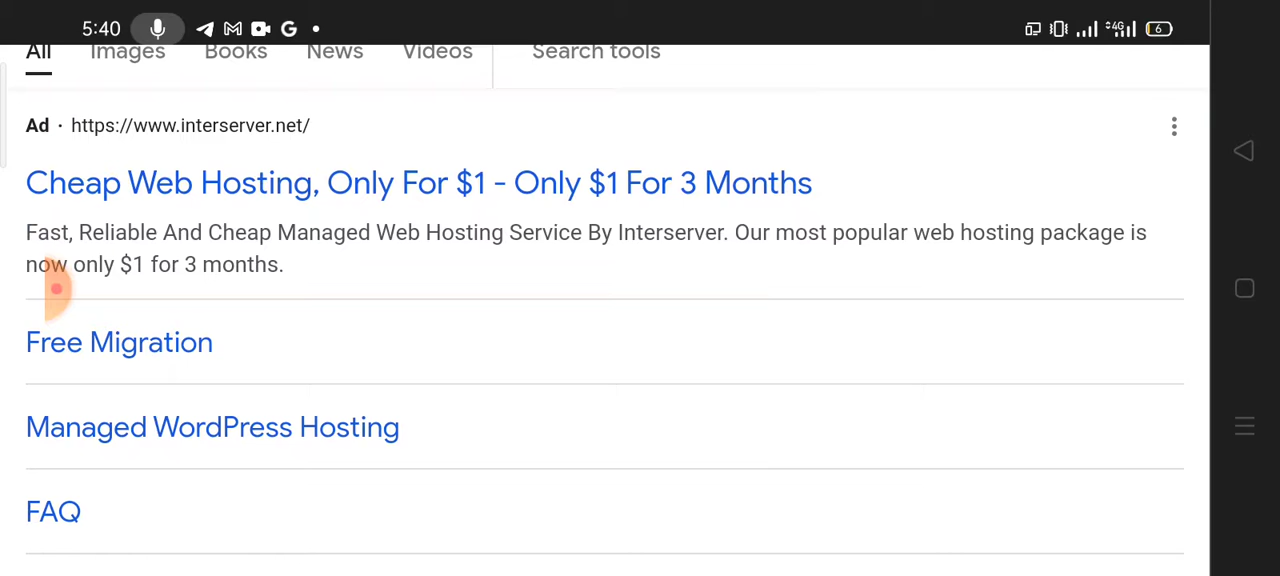 5:40 G 4G 6
All Images Books News Videos Search tools
Ad · https://www.interserver.net/
Cheap Web Hosting, Only For $1 - Only $1 For 3 Months
Fast, Reliable And Cheap Managed Web Hosting Service By Interserver. Our most popular web hosting package is
now only $1 for 3 months.
Free Migration
Managed WordPress Hosting
FAQ